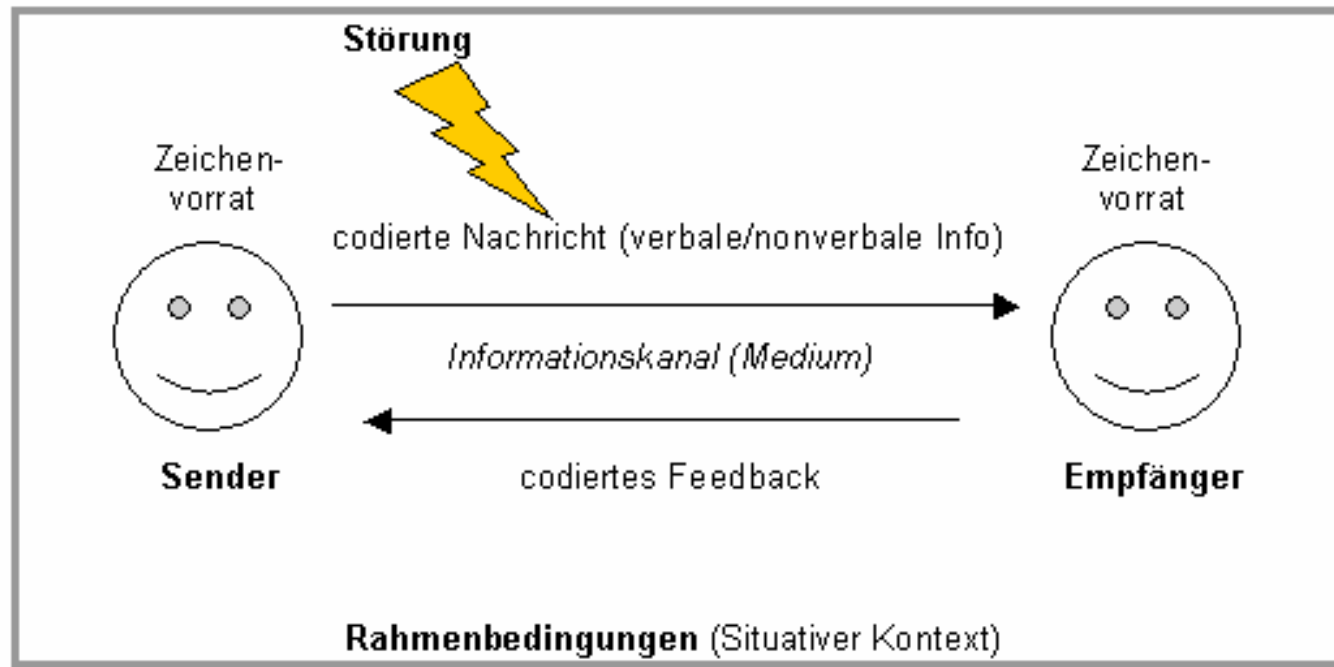 Störung
Zeichen-
vorrat
Zeichen-
vorrat
codierte Nachricht (verbale/nonverbale Info)
Informationskanal (Medium)
Sender
codiertes Feedback
Empfänger
Rahmenbedingungen (Situativer Kontext)